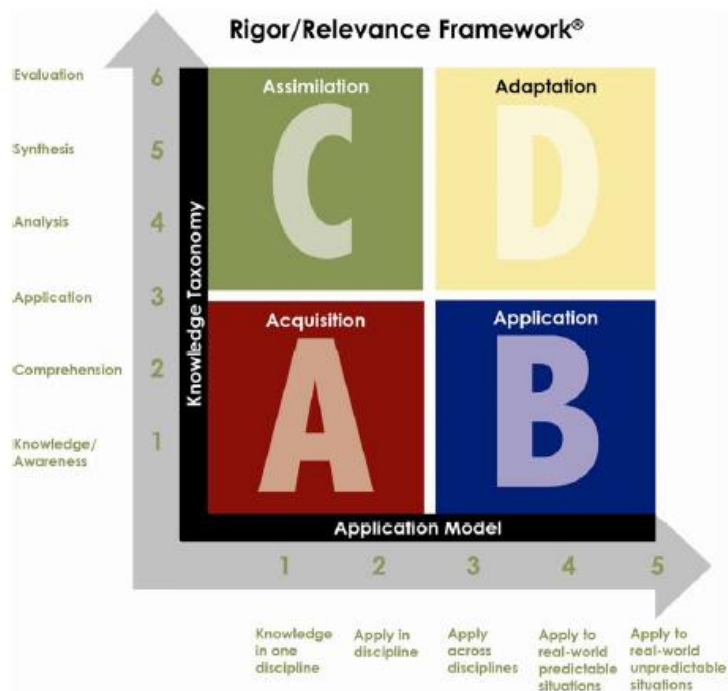 Rigor/Relevance Framework®
Evaluation 6
Synthesis 5
Analysis 4
Application 3
Comprehension 2
Knowledge/
Awareness 1
Knowledge Taxonomy
Assimilation
C
Adaptation
D
Acquisition
A
Application
B
Application Model
1 2 3 4 5
Knowledge
in one
discipline
Apply in
discipline
Apply
across
disciplines
Apply to
real-world
predictable
situations
Apply to
real-world
unpredictable
situations